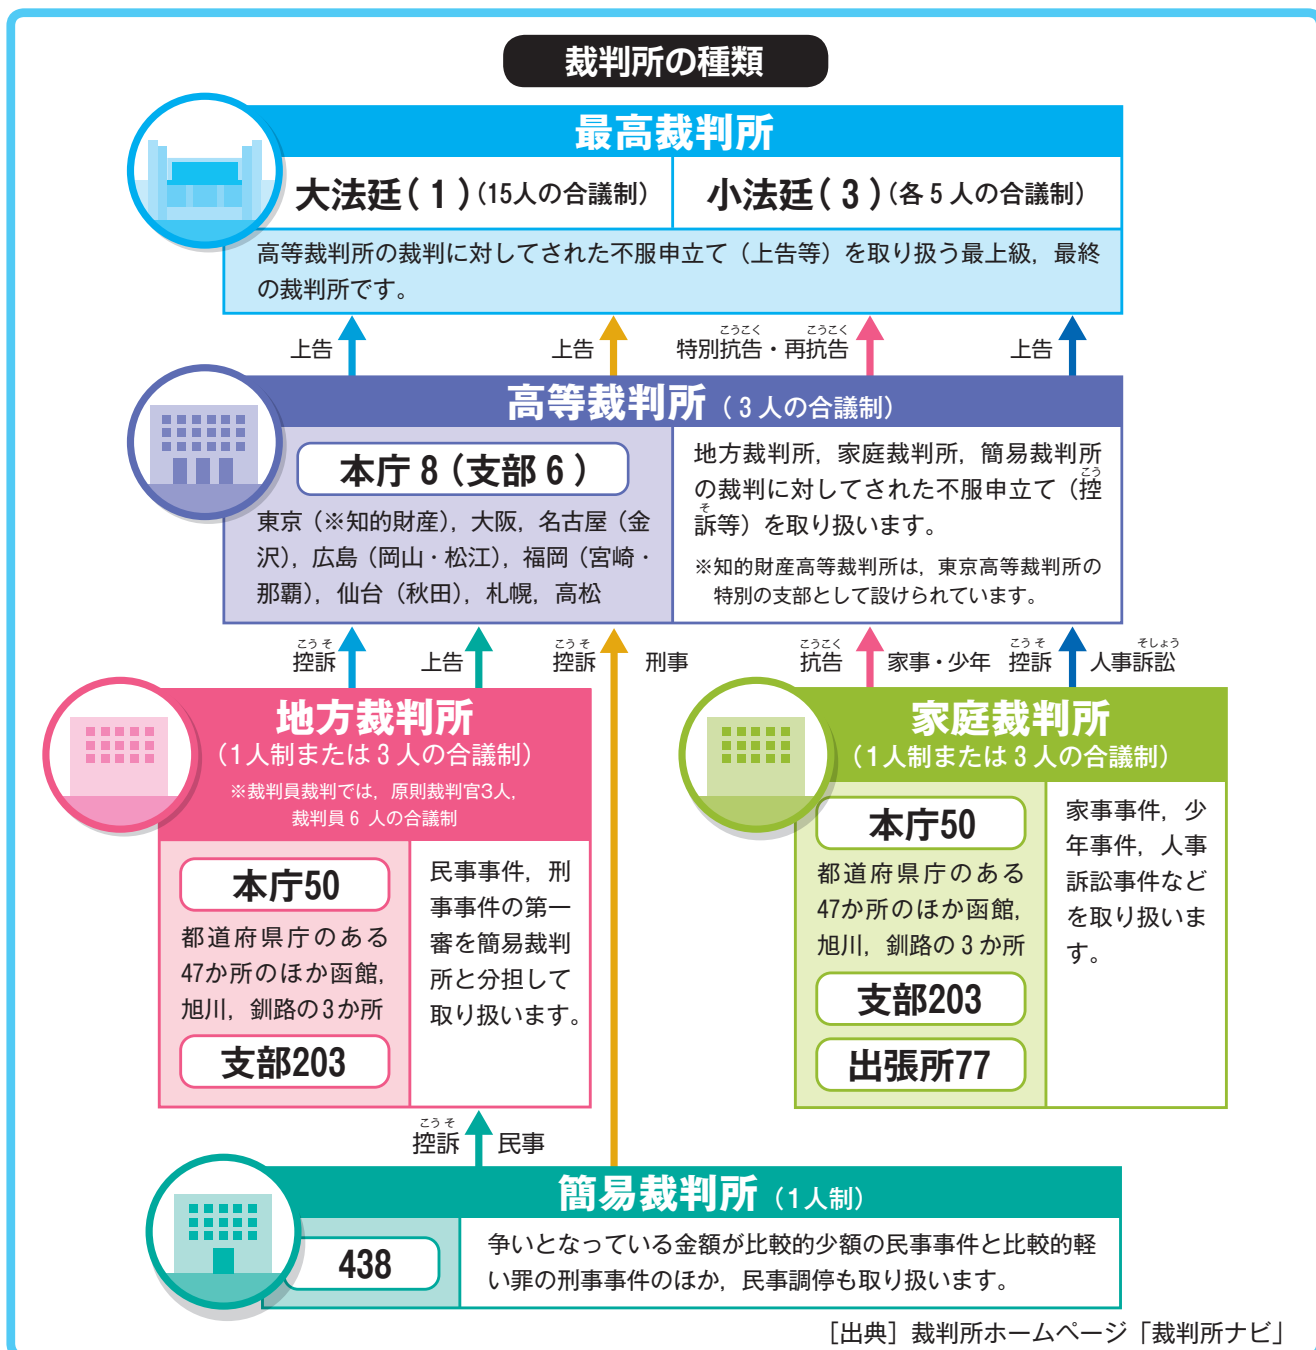 裁判所の種類
最高裁判所
大法廷（1）（15人の合議制）
小法廷（3）（各5人の合議制）
高等裁判所の裁判に対してされた不服申立て（上告等）を取り扱う最上級，最終
の裁判所です。
上告
上告
特別抗告・再抗告
こうこく
こうこく
上告
高等裁判所（3人の合議制）
本庁8（支部6）
東京（※知的財産），大阪，名古屋（金
沢），広島（岡山・松江），福岡（宮崎・
那覇），仙台（秋田），札幌，高松
地方裁判所，家庭裁判所，簡易裁判所
の裁判に対してされた不服申立て（控
こう
訴等）を取り扱います。
そ
※知的財産高等裁判所は，東京高等裁判所の
特別の支部として設けられています。
こうそ
控訴
上告
こうそ
控訴
刑事
こうこく
抗告
家事・少年
こうそ
控訴
そしょう
人事訴訟
地方裁判所
（1人制または3人の合議制）
※裁判員裁判では，原則裁判官3人，
裁判員6人の合議制
本庁50
都道府県庁のある
47か所のほか函館，
旭川，釧路の3か所
支部203
民事事件，刑
事事件の第一
審を簡易裁判
所と分担して
取り扱います。
家庭裁判所
（1人制または3人の合議制）
本庁50
都道府県庁のある
47か所のほか函館，
旭川，釧路の3か所
支部203
出張所77
家事事件，少
年事件，人事
訴訟事件など
を取り扱いま
す。
こうそ
控訴
民事
簡易裁判所（1人制）
438
争いとなっている金額が比較的少額の民事事件と比較的軽
い罪の刑事事件のほか，民事調停も取り扱います。
［出典］裁判所ホームページ「裁判所ナビ」